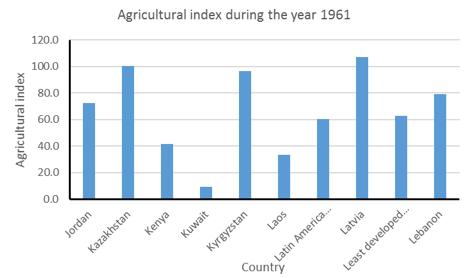 Agricultural index during the year 1961
Agricultural index
120.0
100.0
80.0
60.0
40.0
20.0
0.0
Jordan
Kazakhstan
Kenya
Kuwait
Kyrgyzstan
Laos
Latin America...
Latvia
Least developed...
Lebanon
Country